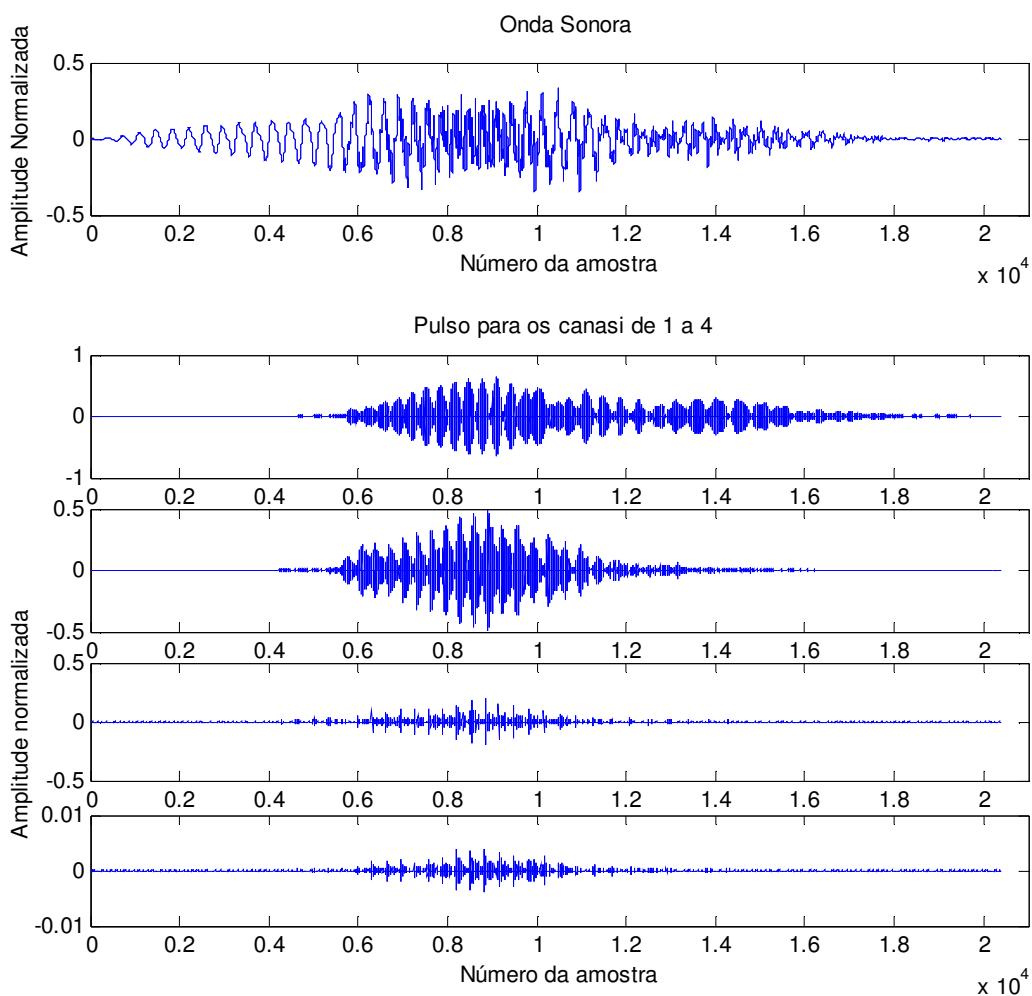 Onda Sonora
Amplitude Normalizada
0.5
0
-0.5
0 0.2 0.4 0.6 0.8 1 1.2 1.4 1.6 1.8 2
Número da amostra
x 10^4
Pulso para os canasi de 1 a 4
1
0
-1
0 0.2 0.4 0.6 0.8 1 1.2 1.4 1.6 1.8 2
0.5
0
-0.5
0 0.2 0.4 0.6 0.8 1 1.2 1.4 1.6 1.8 2
Amplitude normalizada
0.5
0
-0.5
0 0.2 0.4 0.6 0.8 1 1.2 1.4 1.6 1.8 2
0.01
0
-0.01
0 0.2 0.4 0.6 0.8 1 1.2 1.4 1.6 1.8 2
Número da amostra
x 10^4